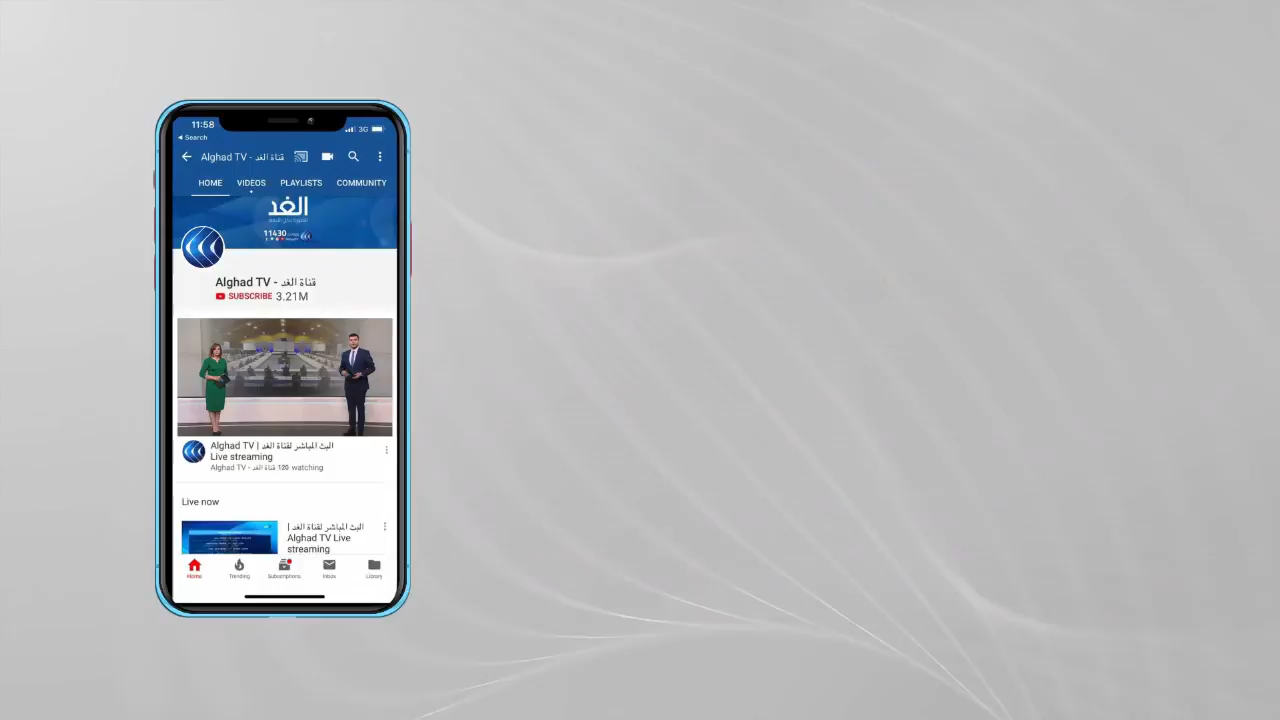 11:58
3G
Search
Alghad TV - قناة الغد
HOME VIDEOS PLAYLISTS COMMUNITY
الغد
11430
Alghad TV - قناة الغد
SUBSCRIBE 3.21M
Alghad TV | البث المباشر لقناة الغد
Live streaming
Alghad TV - قناة الغد 120 watching
Live now
البث المباشر لقناة الغد |
Alghad TV Live
streaming
Home Trending Subscriptions Inbox Library